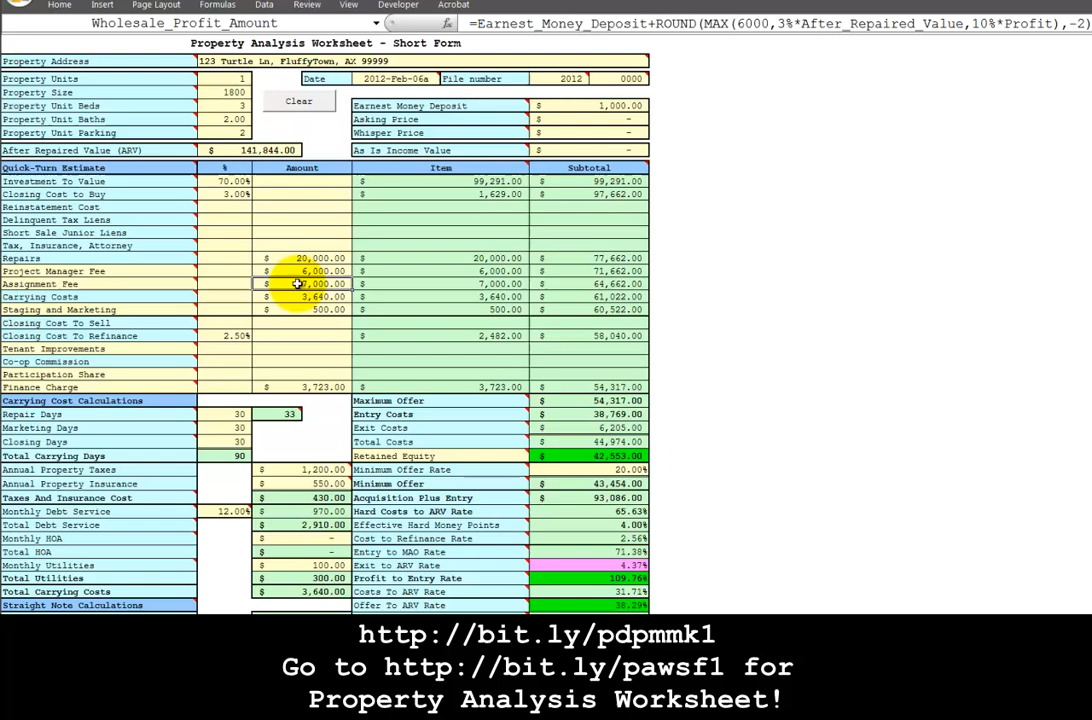 Home Insert Page Layout Formulas Data Review View Developer Acrobat
Wholesale_Profit_Amount fx =Earnest_Money_Deposit+ROUND(MAX(6000,3%*After_Repaired_Value,10%*Profit),-2)
Property Analysis Worksheet - Short Form
Property Address 123 Turtle Ln, FluffyTown, AX 99999
Property Units 1 Date 2012-Feb-06a File number 2012 0000
Property Size 1800
Clear
Property Unit Beds 3 Earnest Money Deposit $ 1,000.00
Property Unit Baths 2.00 Asking Price $ -
Property Unit Parking 2 Whisper Price $ -
After Repaired Value (ARV) $ 141,844.00 As Is Income Value $ -
Quick-Turn Estimate % Amount Item Subtotal
Investment To Value 70.00% $ 99,291.00 $ 99,291.00
Closing Cost to Buy 3.00% $ 1,629.00 $ 97,662.00
Reinstatement Cost
Delinquent Tax Liens
Short Sale Junior Liens
Tax, Insurance, Attorney
Repairs $ 20,000.00 $ 20,000.00 $ 77,662.00
Project Manager Fee $ 6,000.00 $ 6,000.00 $ 71,662.00
Assignment Fee 7,000.00 $ 7,000.00 $ 64,662.00
Carrying Costs $ 3,640.00 $ 3,640.00 $ 61,022.00
Staging and Marketing $ 500.00 $ 500.00 $ 60,522.00
Closing Cost To Sell
Closing Cost To Refinance 2.50% $ 2,482.00 $ 58,040.00
Tenant Improvements
Co-op Commission
Participation Share
Finance Charge $ 3,723.00 $ 3,723.00 $ 54,317.00
Carrying Cost Calculations Maximum Offer $ 54,317.00
Repair Days 30 33 Entry Costs $ 38,769.00
Marketing Days 30 Exit Costs $ 6,205.00
Closing Days 30 Total Costs $ 44,974.00
Total Carrying Days 90 Retained Equity $ 42,553.00
Annual Property Taxes $ 1,200.00 Minimum Offer Rate 20.00%
Annual Property Insurance $ 550.00 Minimum Offer $ 43,454.00
Taxes And Insurance Cost $ 430.00 Acquisition Plus Entry $ 93,086.00
Monthly Debt Service 12.00% $ 970.00 Hard Costs to ARV Rate 65.63%
Total Debt Service $ 2,910.00 Effective Hard Money Points 4.00%
Monthly HOA $ - Cost to Refinance Rate 2.56%
Total HOA $ - Entry to MAO Rate 71.38%
Monthly Utilities $ 100.00 Exit to ARV Rate 4.37%
Total Utilities $ 300.00 Profit to Entry Rate 109.76%
Total Carrying Costs $ 3,640.00 Costs To ARV Rate 31.71%
Straight Note Calculations Offer To ARV Rate 38.29%
http://bit.ly/pdpmmk1
Go to http://bit.ly/pawsf1 for
Property Analysis Worksheet!